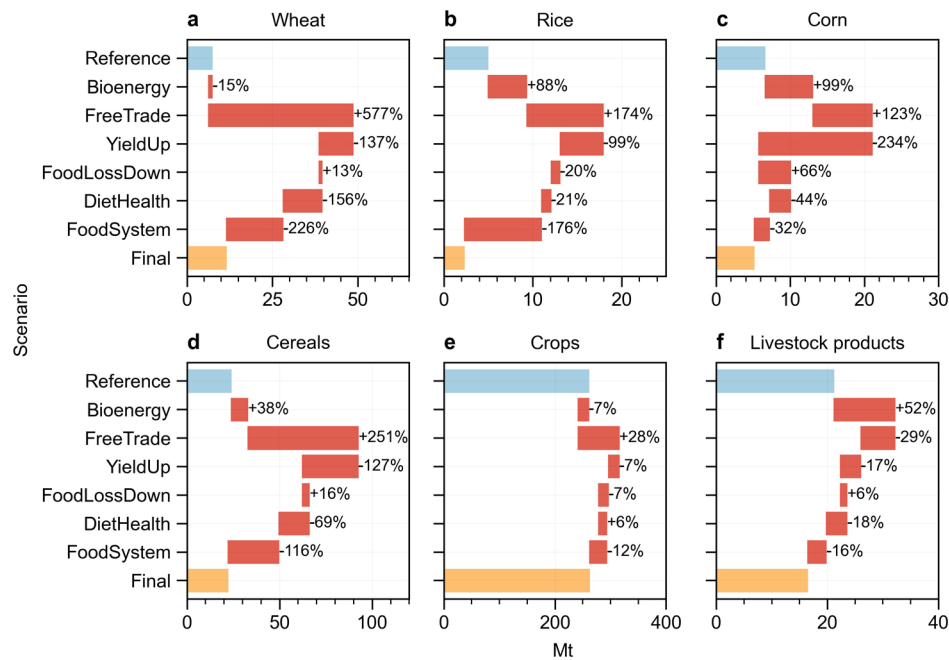 a Wheat
b Rice
c Corn
Reference
Bioenergy
FreeTrade
YieldUp
FoodLossDown
DietHealth
FoodSystem
Final
-15%
+577%
-137%
+13%
-156%
-226%
0 25 50
+88%
+174%
-99%
-20%
-21%
-176%
0 10 20
+99%
+123%
-234%
+66%
-44%
-32%
0 10 20 30
Scenario
d Cereals
e Crops
f Livestock products
Reference
Bioenergy
FreeTrade
YieldUp
FoodLossDown
DietHealth
FoodSystem
Final
+38%
+251%
-127%
+16%
-69%
-116%
0 50 100
-7%
+28%
-7%
-7%
+6%
-12%
0 200 400
+52%
-29%
-17%
+6%
-18%
-16%
0 20 40
Mt